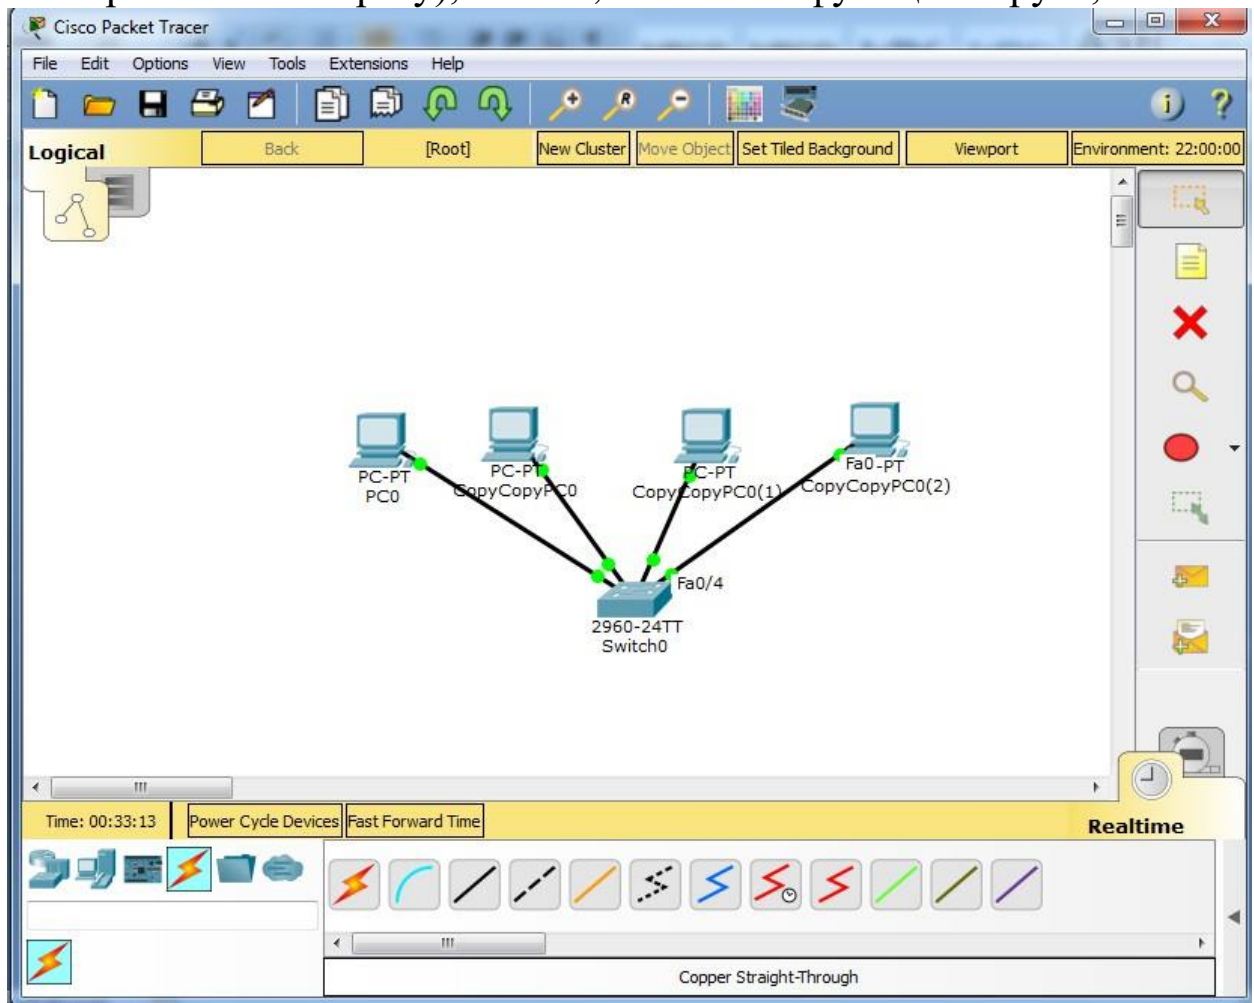 Cisco Packet Tracer
File Edit Options View Tools Extensions Help
Logical Back [Root] New Cluster Move Object Set Tiled Background Viewport Environment: 22:00:00
PC-PT
PC0
PC-PT
CopyCopyPC0
PC-PT
CopyCopyPC0(1)
Fa0-PT
CopyCopyPC0(2)
Fa0/4
2960-24TT
Switch0
Time: 00:33:13 Power Cycle Devices Fast Forward Time Realtime
Copper Straight-Through